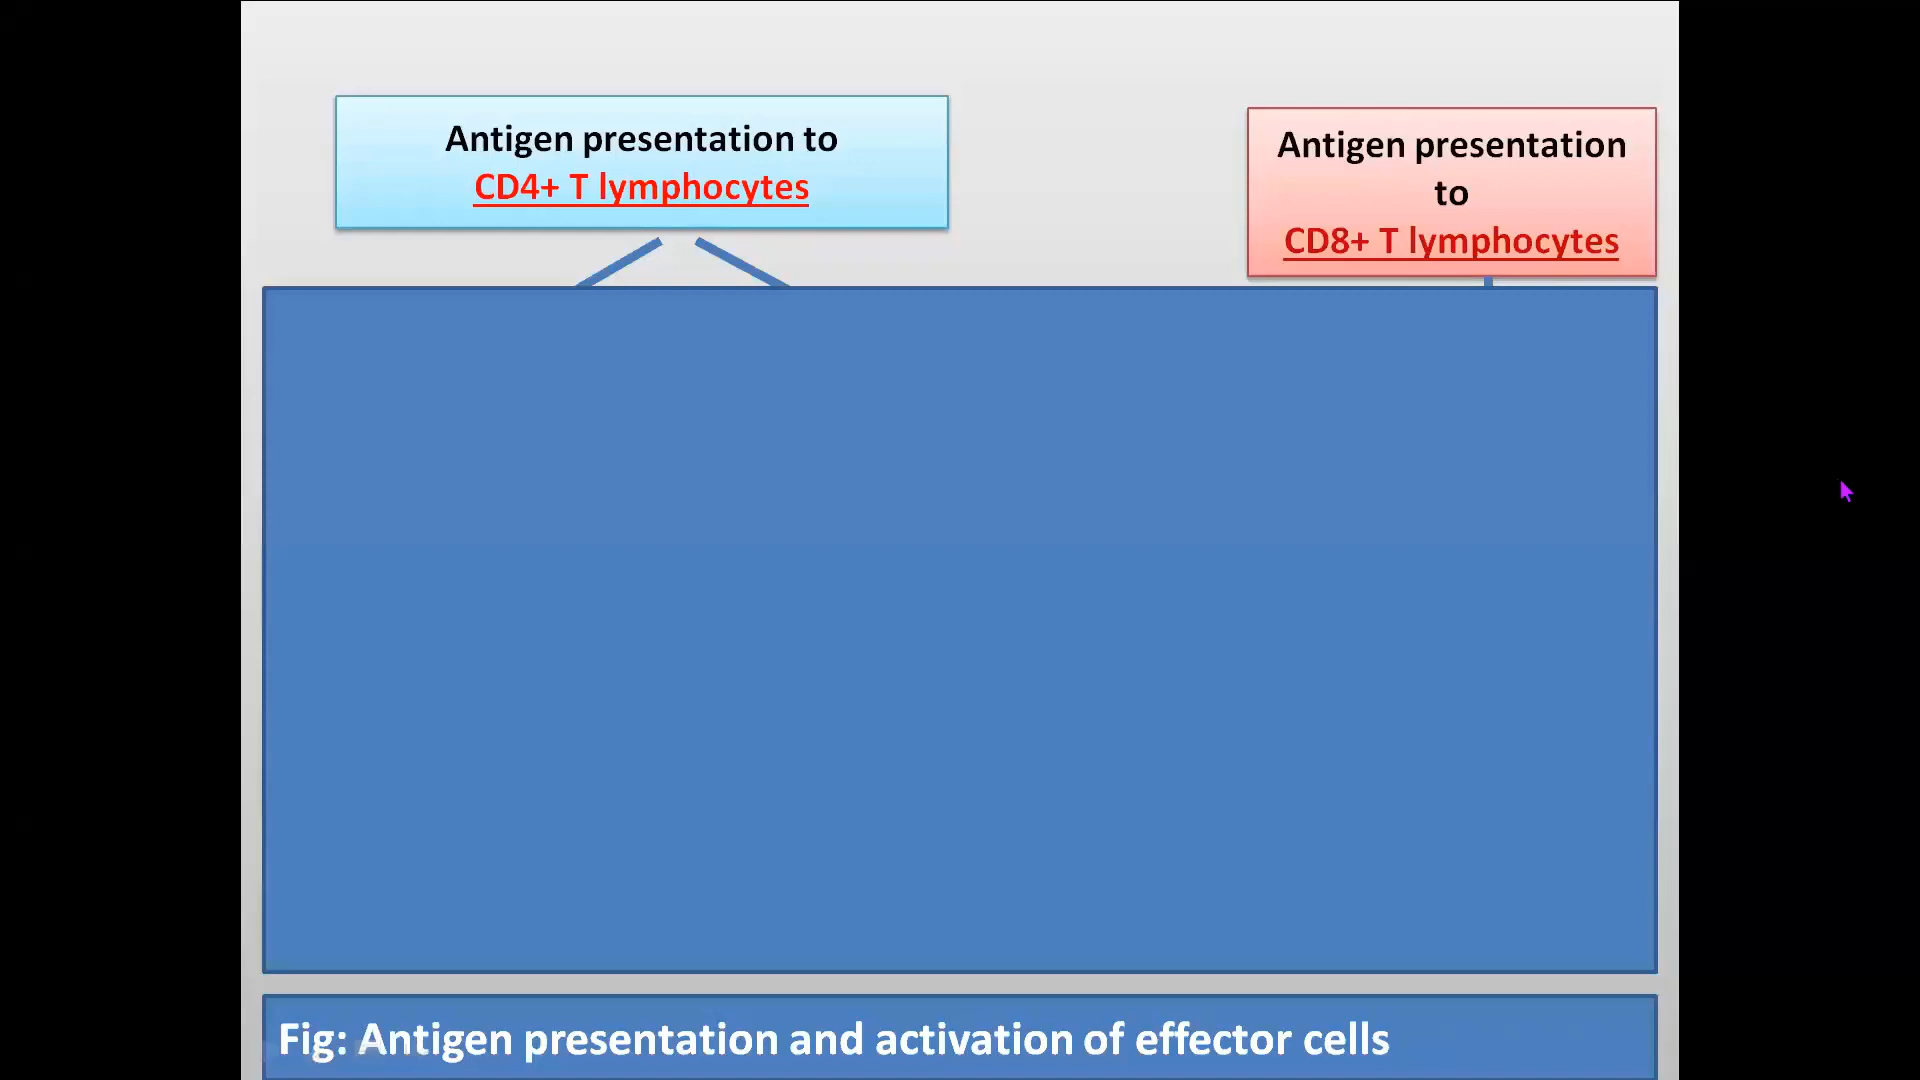 Antigen presentation to
CD4+ T lymphocytes
Antigen presentation
to
CD8+ T lymphocytes
Fig: Antigen presentation and activation of effector cells